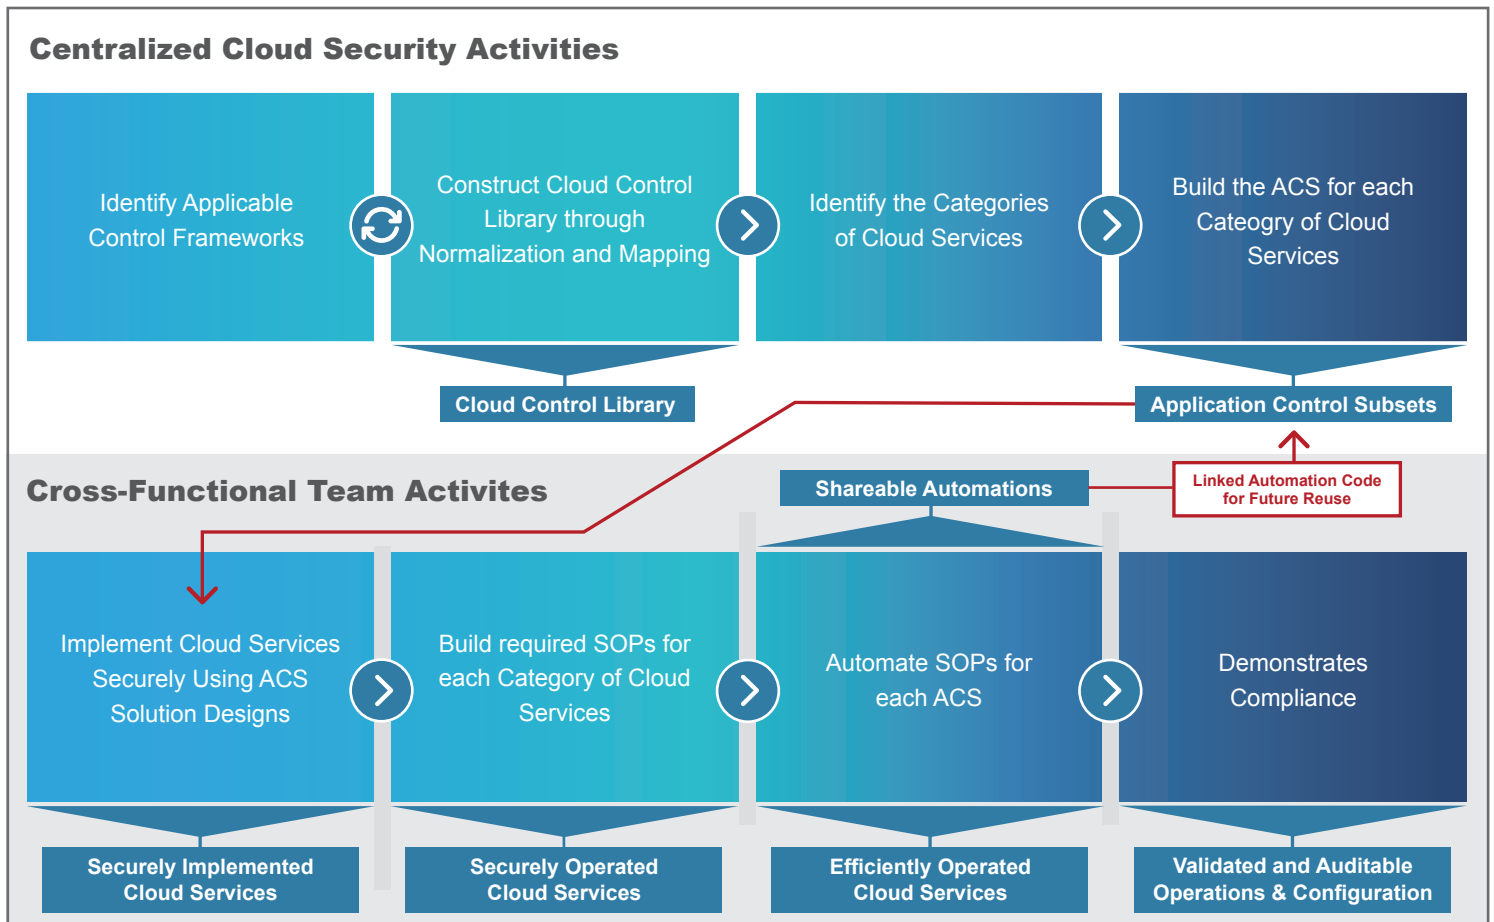 Centralized Cloud Security Activities
Identify Applicable
Control Frameworks
Construct Cloud Control
Library through
Normalization and Mapping
Identify the Categories
of Cloud Services
Build the ACS for each
Cateogry of Cloud
Services
Cloud Control Library
Application Control Subsets
Cross-Functional Team Activites
Shareable Automations
Linked Automation Code
for Future Reuse
Implement Cloud Services
Securely Using ACS
Solution Designs
Build required SOPs for
each Category of Cloud
Services
Automate SOPs for
each ACS
Demonstrates
Compliance
Securely Implemented
Cloud Services
Securely Operated
Cloud Services
Efficiently Operated
Cloud Services
Validated and Auditable
Operations & Configuration